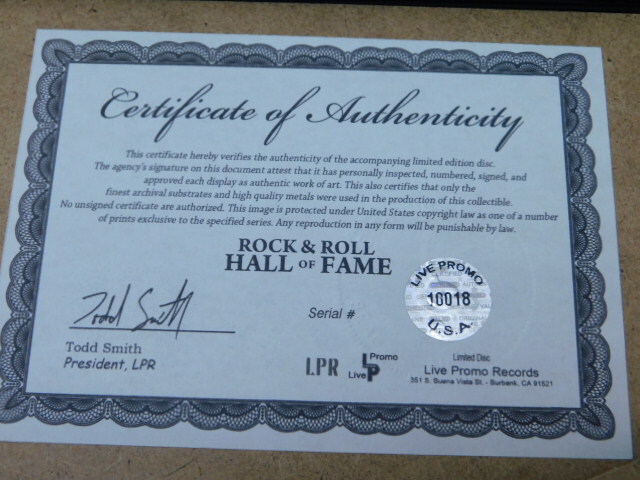 Certificate of Authenticity
This certificate hereby verifies the authenticity of the accompanying limited edition disc.
The agency's signature on this document attest that it has personally inspected, numbered, signed, and
approved each display as authentic work of art. This also certifies that only the
finest archival substrates and high quality metals were used in the production of this collectible.
No unsigned certificate are authorized. This image is protected under United States copyright law as one of a number
of prints exclusive to the specified series. Any reproduction in any form will be punishable by law.
ROCK & ROLL
HALL OF FAME
LIVE PROMO
10018
U.S.A.
Serial #
Todd Smith
Todd Smith
President, LPR
LPR
Promo
Live LP
Limited Disc
Live Promo Records
351 S. Buena Vista St. - Burbank, CA 91521